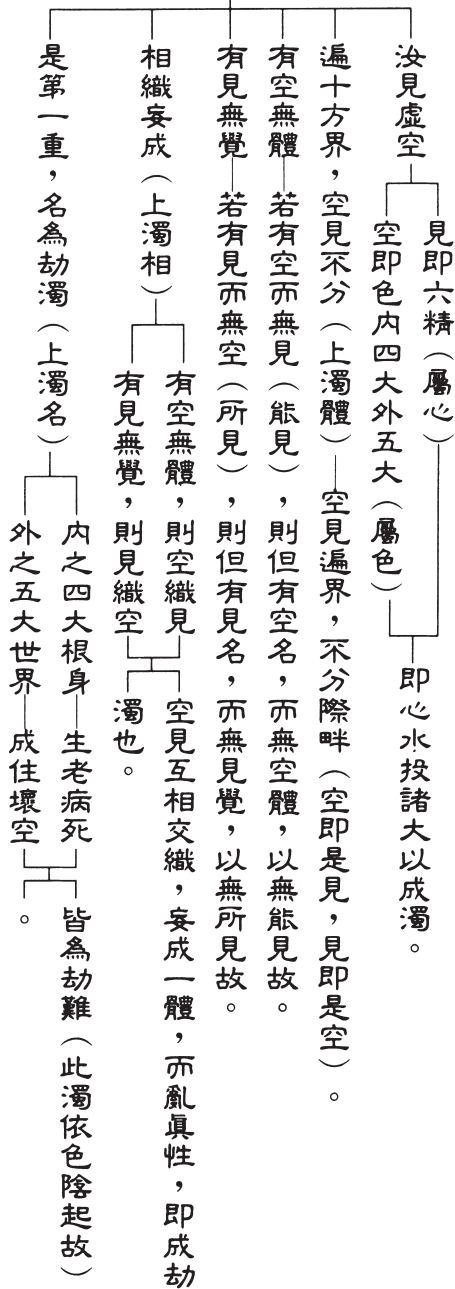 汝見虛空
見即六精（屬心）
空即色內四大外五大（屬色）
即心水投諸大以成濁。
遍十方界，空見不分（上濁體）—空見遍界，不分際畔（空即是見，見即是空）。
有空無體—若有空而無見（能見），則但有空名，而無空體，以無能見故。
有見無覺—若有見而無空（所見），則但有見名，而無見覺，以無所見故。
相織妄成（上濁相）
有空無體，則空織見
有見無覺，則見織空
空見互相交織，妄成一體，而亂真性，即成劫
濁也。
是第一重，名為劫濁（上濁名）
內之四大根身—生老病死
外之五大世界—成住壞空
皆為劫難（此濁依色陰起故）
。